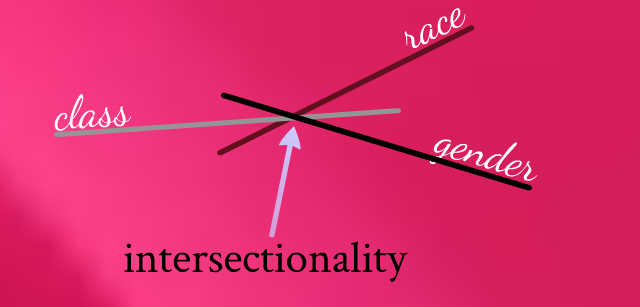 race
class
gender
intersectionality